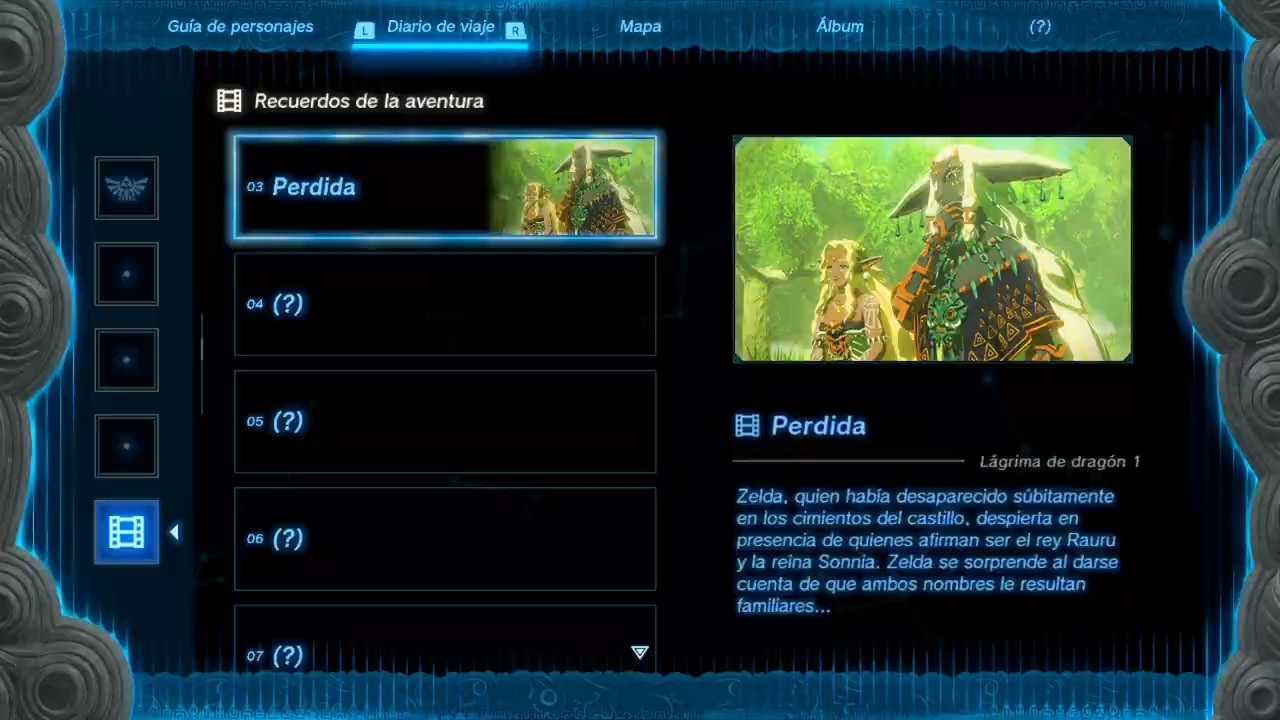 Guía de personajes
L Diario de viaje R
Mapa
Álbum
(?)
Recuerdos de la aventura
03 Perdida
04 (?)
05 (?)
06 (?)
07 (?)
Perdida
Lágrima de dragón 1
Zelda, quien había desaparecido súbitamente
en los cimientos del castillo, despierta en
presencia de quienes afirman ser el rey Rauru
y la reina Sonnia. Zelda se sorprende al darse
cuenta de que ambos nombres le resultan
familiares...